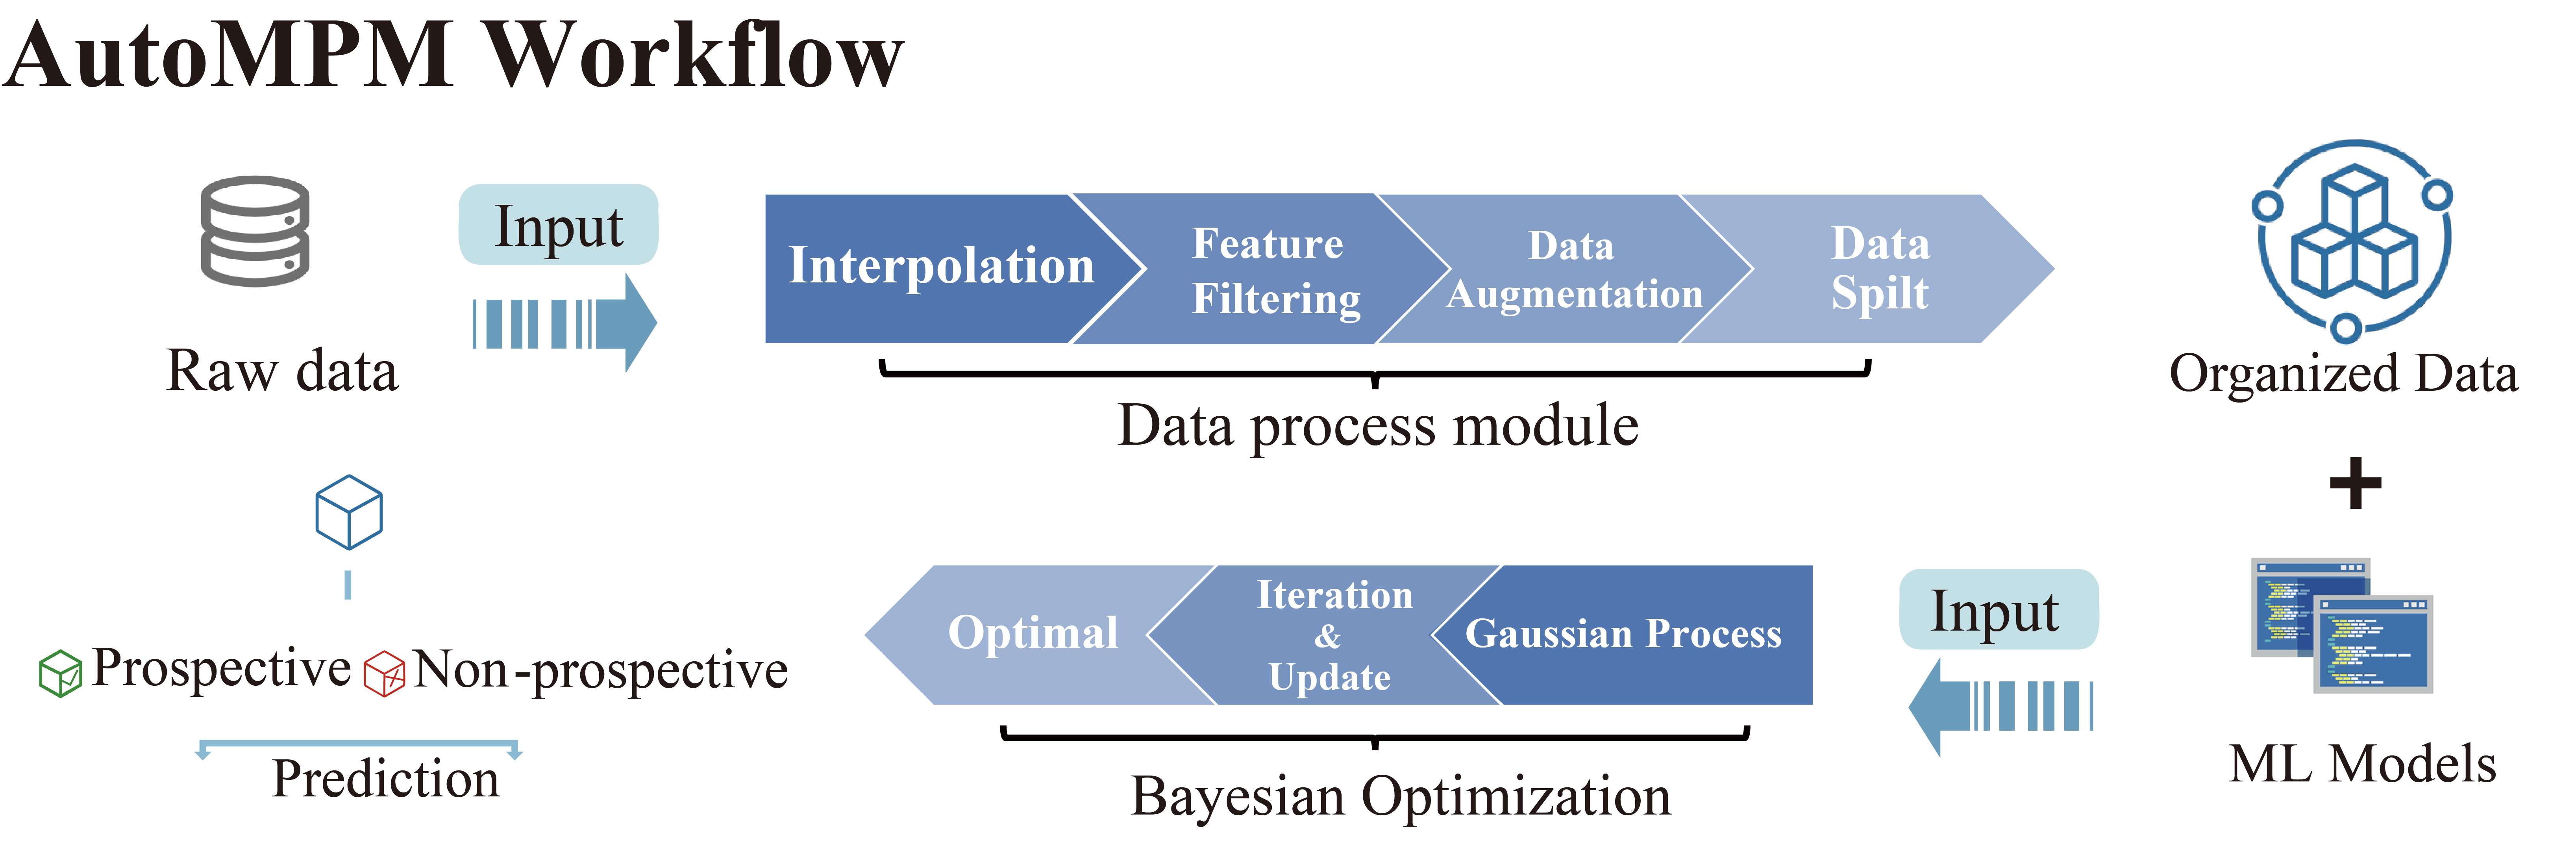 AutoMPM Workflow
Input
Interpolation
Feature
Filtering
Data
Augmentation
Data
Spilt
Raw data
Data process module
Organized Data
+
Optimal
Iteration
&
Update
Gaussian Process
Input
Prospective
Non-prospective
Prediction
Bayesian Optimization
ML Models